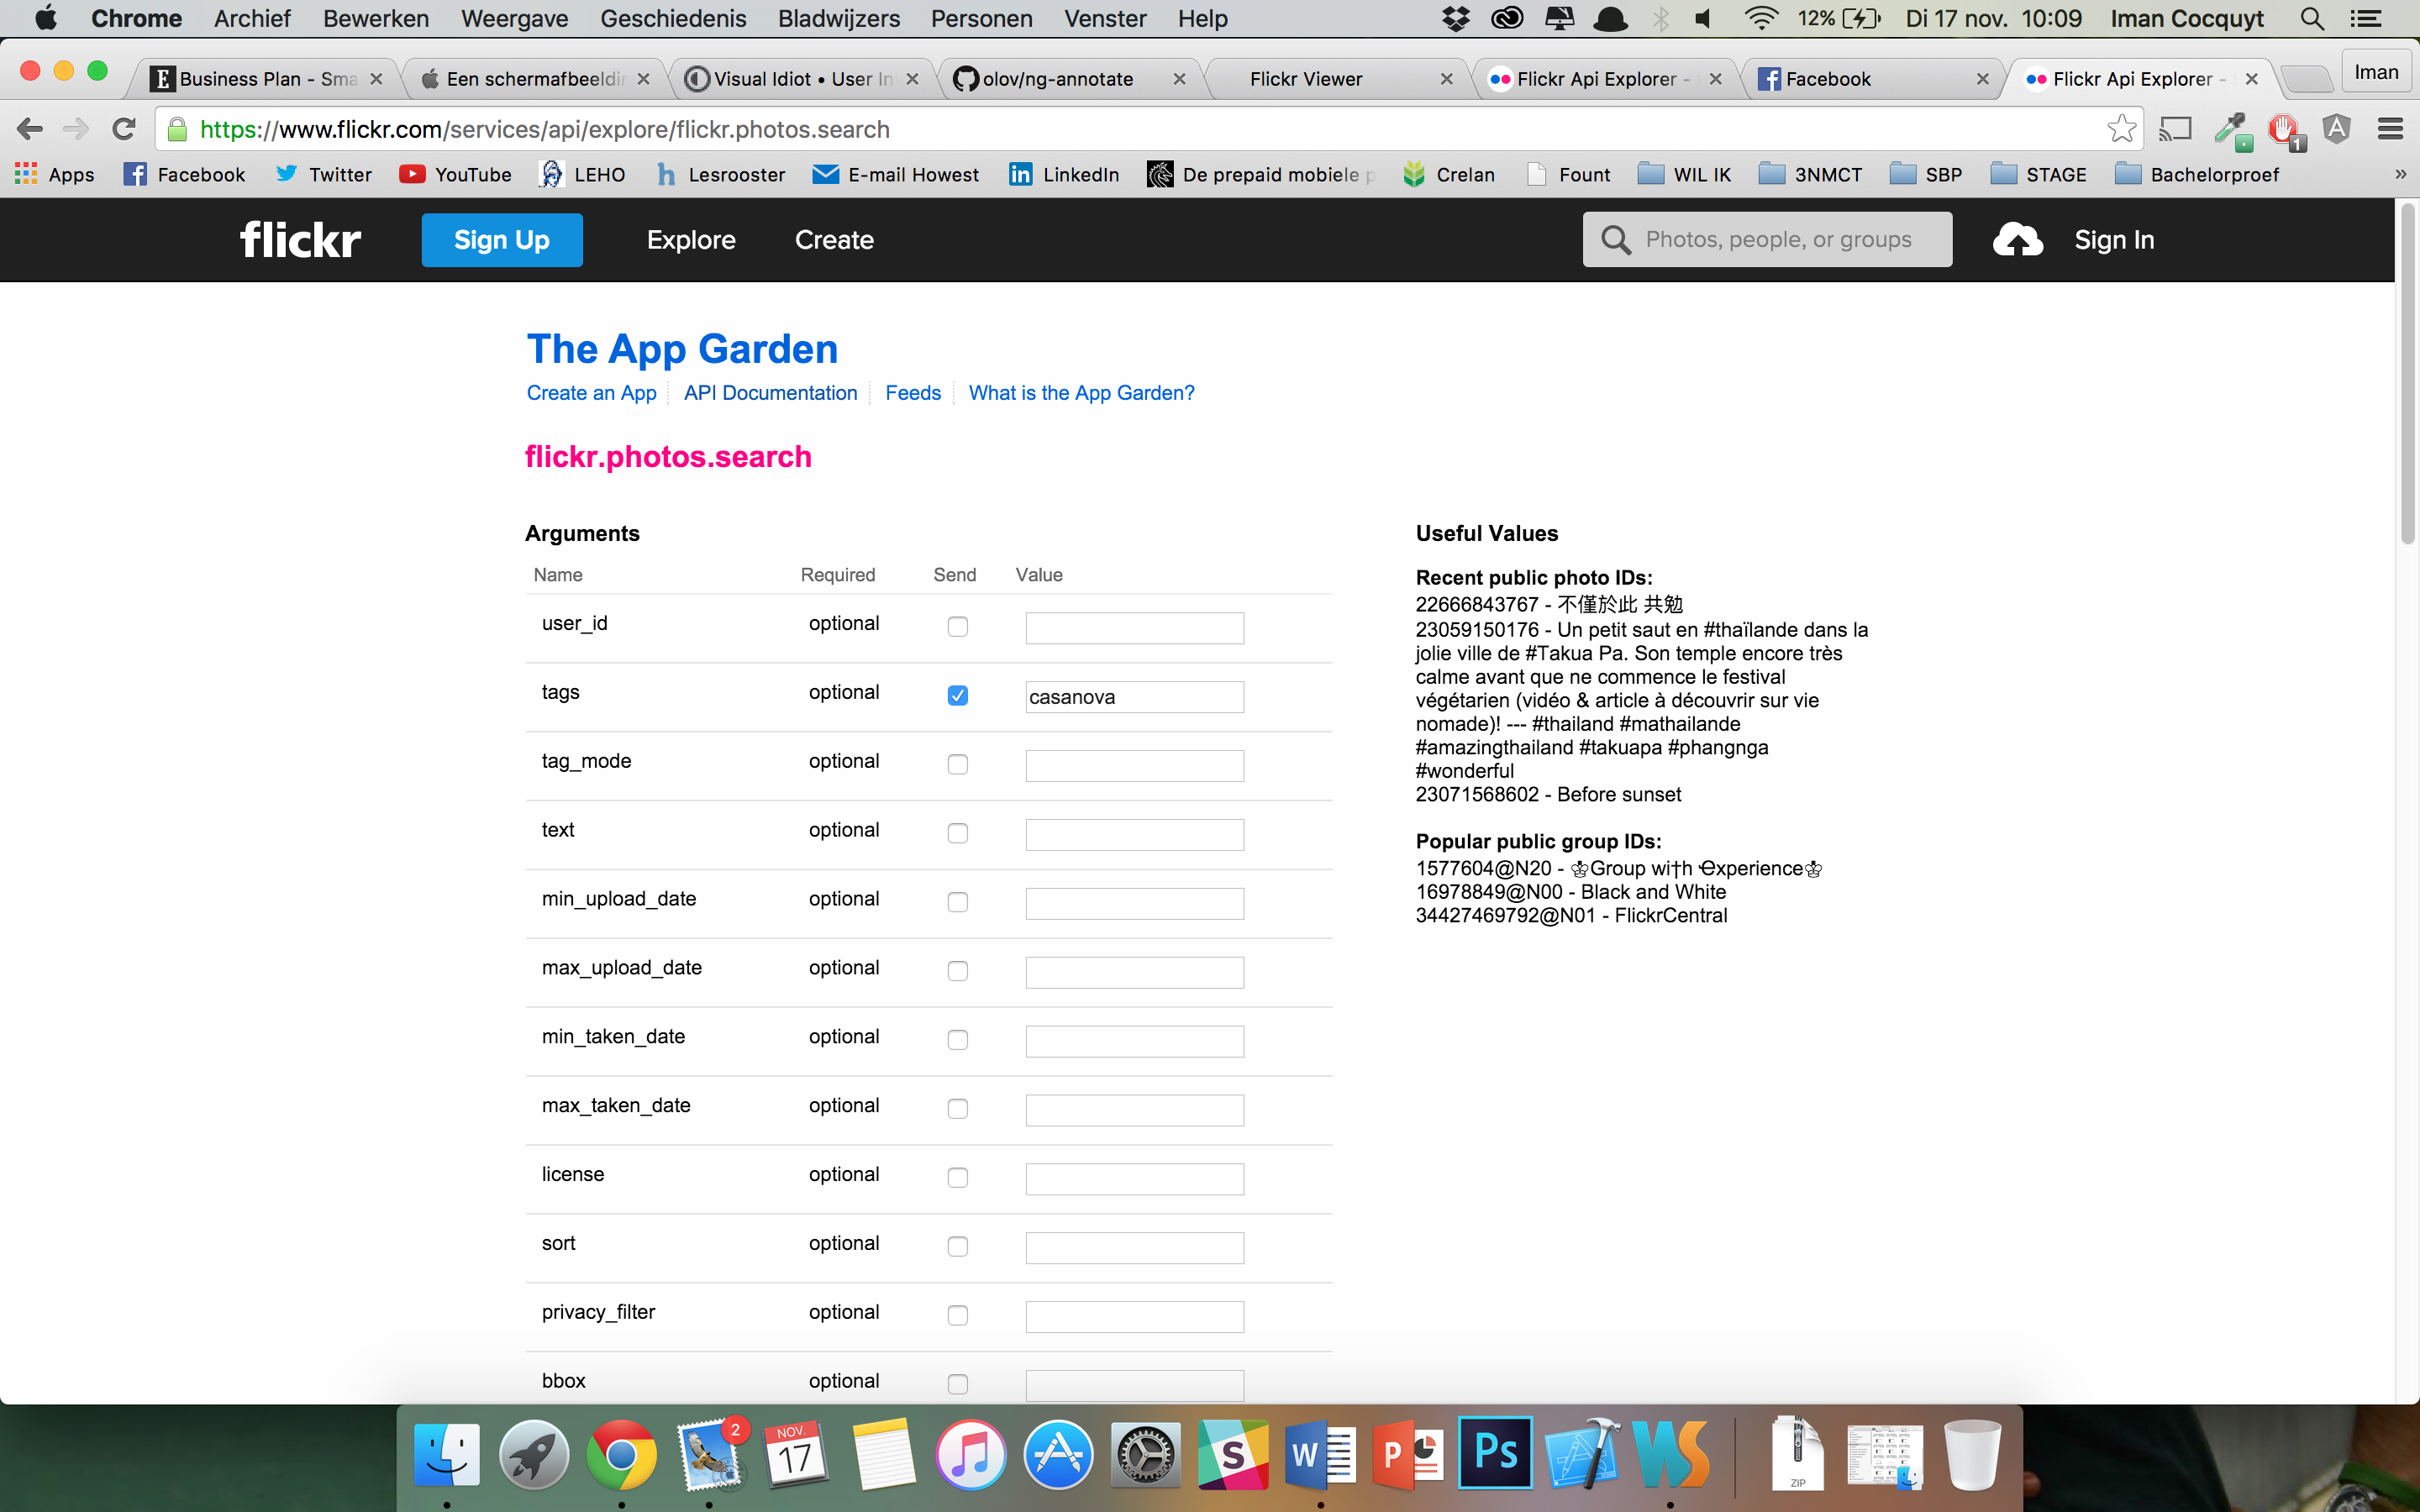 Chrome Archief Bewerken Weergave Geschiedenis Bladwijzers Personen Venster Help 12% Di 17 nov. 10:09 Iman Cocquyt
Business Plan - Sma Een schermafbeeldin Visual Idiot • User In olov/ng-annotate Flickr Viewer Flickr Api Explorer - Facebook Flickr Api Explorer - Iman
https://www.flickr.com/services/api/explore/flickr.photos.search 1
Apps Facebook Twitter YouTube LEHO Lesrooster E-mail Howest LinkedIn De prepaid mobiele Crelan Fount WIL IK 3NMCT SBP STAGE Bachelorproef »
flickr Sign Up Explore Create Photos, people, or groups Sign In
The App Garden
Create an App API Documentation Feeds What is the App Garden?
flickr.photos.search
Arguments
Name Required Send Value
user_id optional
tags optional casanova
tag_mode optional
text optional
min_upload_date optional
max_upload_date optional
min_taken_date optional
max_taken_date optional
license optional
sort optional
privacy_filter optional
bbox optional
Useful Values
Recent public photo IDs:
22666843767 - 不僅於此 共勉
23059150176 - Un petit saut en #thaïlande dans la
jolie ville de #Takua Pa. Son temple encore très
calme avant que ne commence le festival
végétarien (vidéo & article à découvrir sur vie
nomade)! --- #thailand #mathailande
#amazingthailand #takuapa #phangnga
#wonderful
23071568602 - Before sunset
Popular public group IDs:
1577604@N20 - ♔Group wi†h Ҽxperience♔
16978849@N00 - Black and White
34427469792@N01 - FlickrCentral
2 NOV. 17 S W P Ps WS ZIP